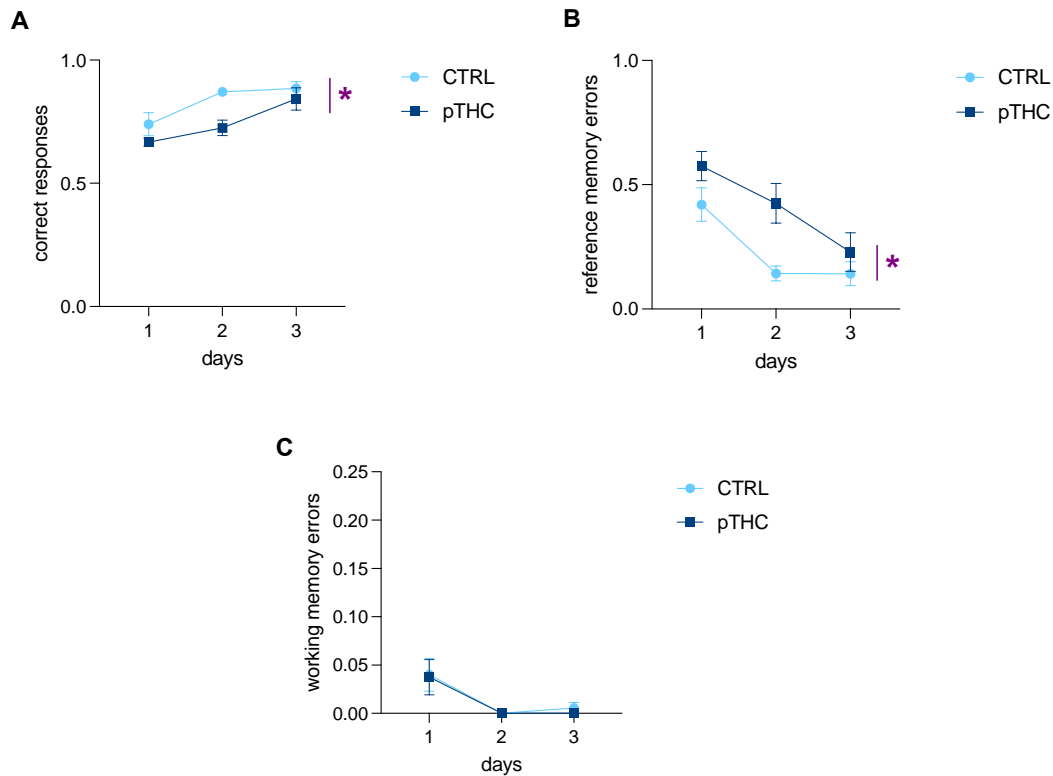 A
1.0
0.5
0.0
correct responses
1 2 3
days
CTRL
pTHC
*
B
1.0
0.5
0.0
reference memory errors
1 2 3
days
CTRL
pTHC
*
C
0.25
0.20
0.15
0.10
0.05
0.00
working memory errors
1 2 3
days
CTRL
pTHC